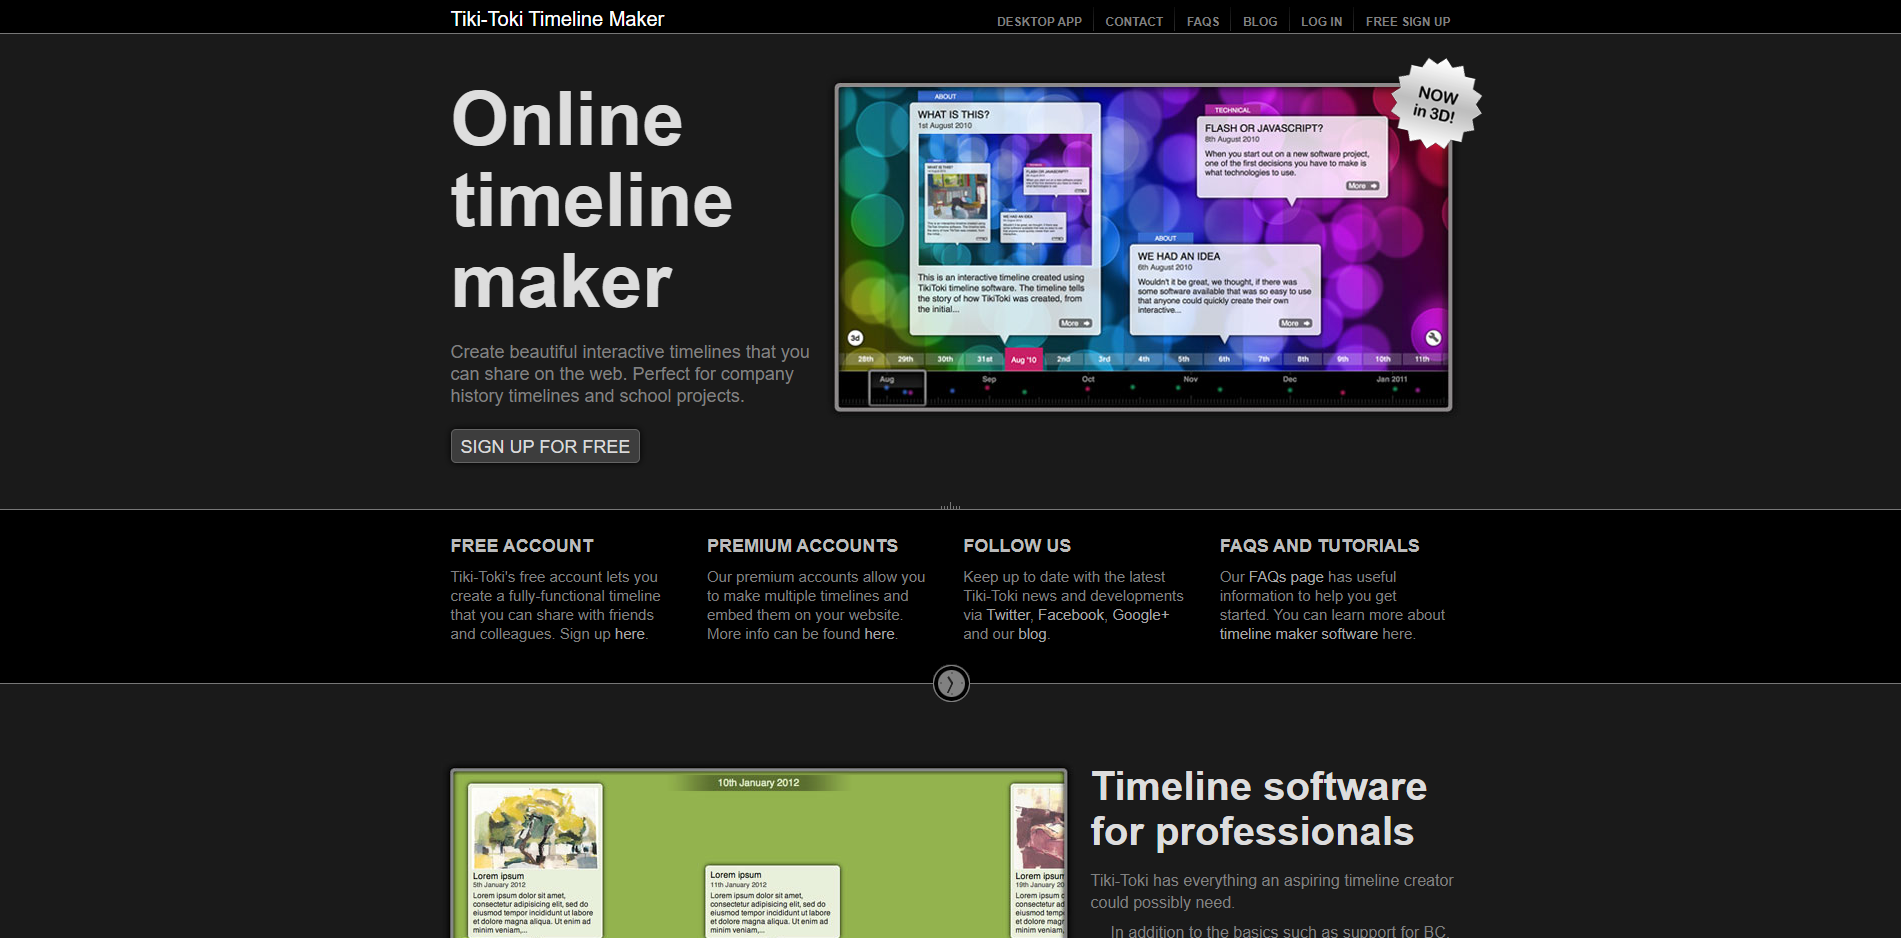 Tiki-Toki Timeline Maker
DESKTOP APP
CONTACT
FAQS
BLOG
LOG IN
FREE SIGN UP
Online
timeline
maker
Create beautiful interactive timelines that you
can share on the web. Perfect for company
history timelines and school projects.
SIGN UP FOR FREE
NOW
in 3D!
ABOUT
WHAT IS THIS?
1st August 2010
This is an interactive timeline created using
TikiToki timeline software. The timeline tells
the story of how TikiToki was created, from
the initial...
More
TECHNICAL
FLASH OR JAVASCRIPT?
8th August 2010
When you start out on a new software project,
one of the first decisions you have to make is
what technologies to use.
More
ABOUT
WE HAD AN IDEA
6th August 2010
Wouldn't it be great, we thought, if there was
some software available that was so easy to use
that anyone could quickly create their own
interactive...
More
3d
28th 29th 30th 31st Aug '10 2nd 3rd 4th 5th 6th 7th 8th 9th 10th 11th
Aug Sep Oct Nov Dec Jan 2011
FREE ACCOUNT
Tiki-Toki's free account lets you
create a fully-functional timeline
that you can share with friends
and colleagues. Sign up here.
PREMIUM ACCOUNTS
Our premium accounts allow you
to make multiple timelines and
embed them on your website.
More info can be found here.
FOLLOW US
Keep up to date with the latest
Tiki-Toki news and developments
via Twitter, Facebook, Google+
and our blog.
FAQS AND TUTORIALS
Our FAQs page has useful
information to help you get
started. You can learn more about
timeline maker software here.
10th January 2012
Lorem ipsum
5th January 2012
Lorem ipsum dolor sit amet,
consectetur adipisicing elit, sed do
eiusmod tempor incididunt ut labore
et dolore magna aliqua. Ut enim ad
minim veniam,...
Lorem ipsum
11th January 2012
Lorem ipsum dolor sit amet,
consectetur adipisicing elit, sed do
eiusmod tempor incididunt ut labore
et dolore magna aliqua. Ut enim ad
minim veniam,...
Lorem ipsum
19th January 20
Lorem ipsum
consectetur ad
eiusmod temp
et dolore mag
minim veniam
Timeline software
for professionals
Tiki-Toki has everything an aspiring timeline creator
could possibly need.
In addition to the basics such as support for BC,